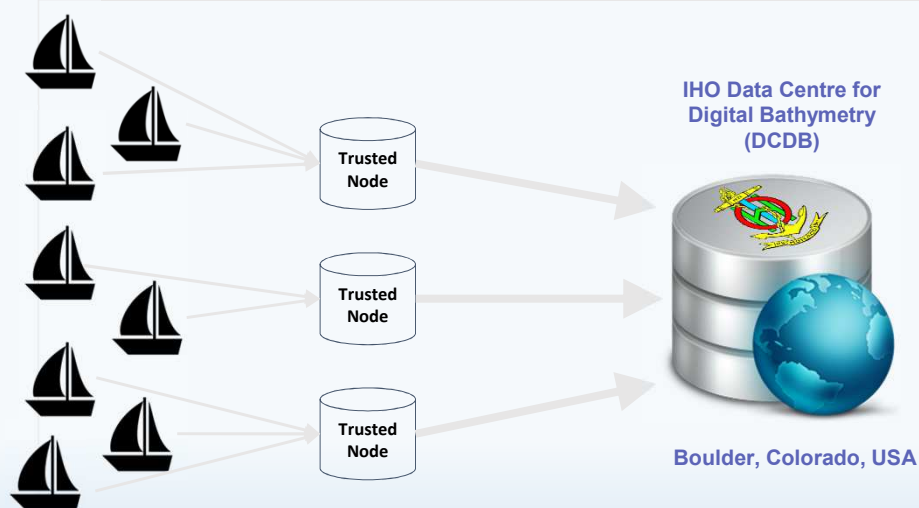 IHO Data Centre for
Digital Bathymetry
(DCDB)
Trusted
Node
Trusted
Node
Trusted
Node
Boulder, Colorado, USA